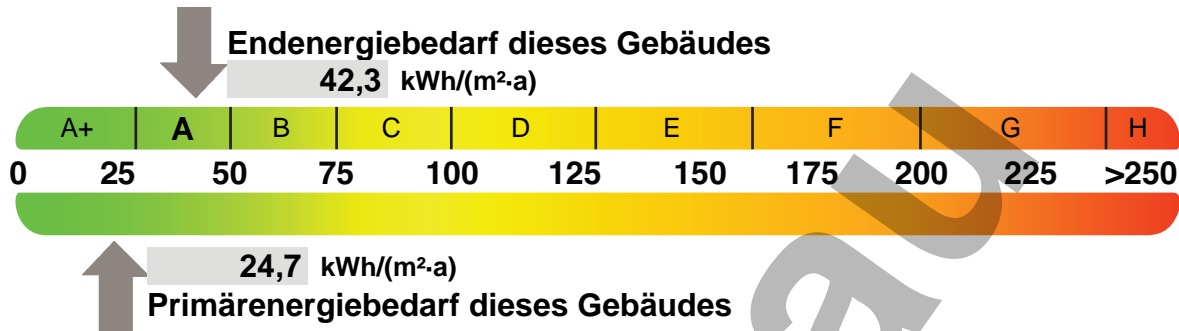 Endenergiebedarf dieses Gebäudes
42,3 kWh/(m²·a)
A+ A B C D E F G H
0 25 50 75 100 125 150 175 200 225 >250
24,7 kWh/(m²·a)
Primärenergiebedarf dieses Gebäudes
au